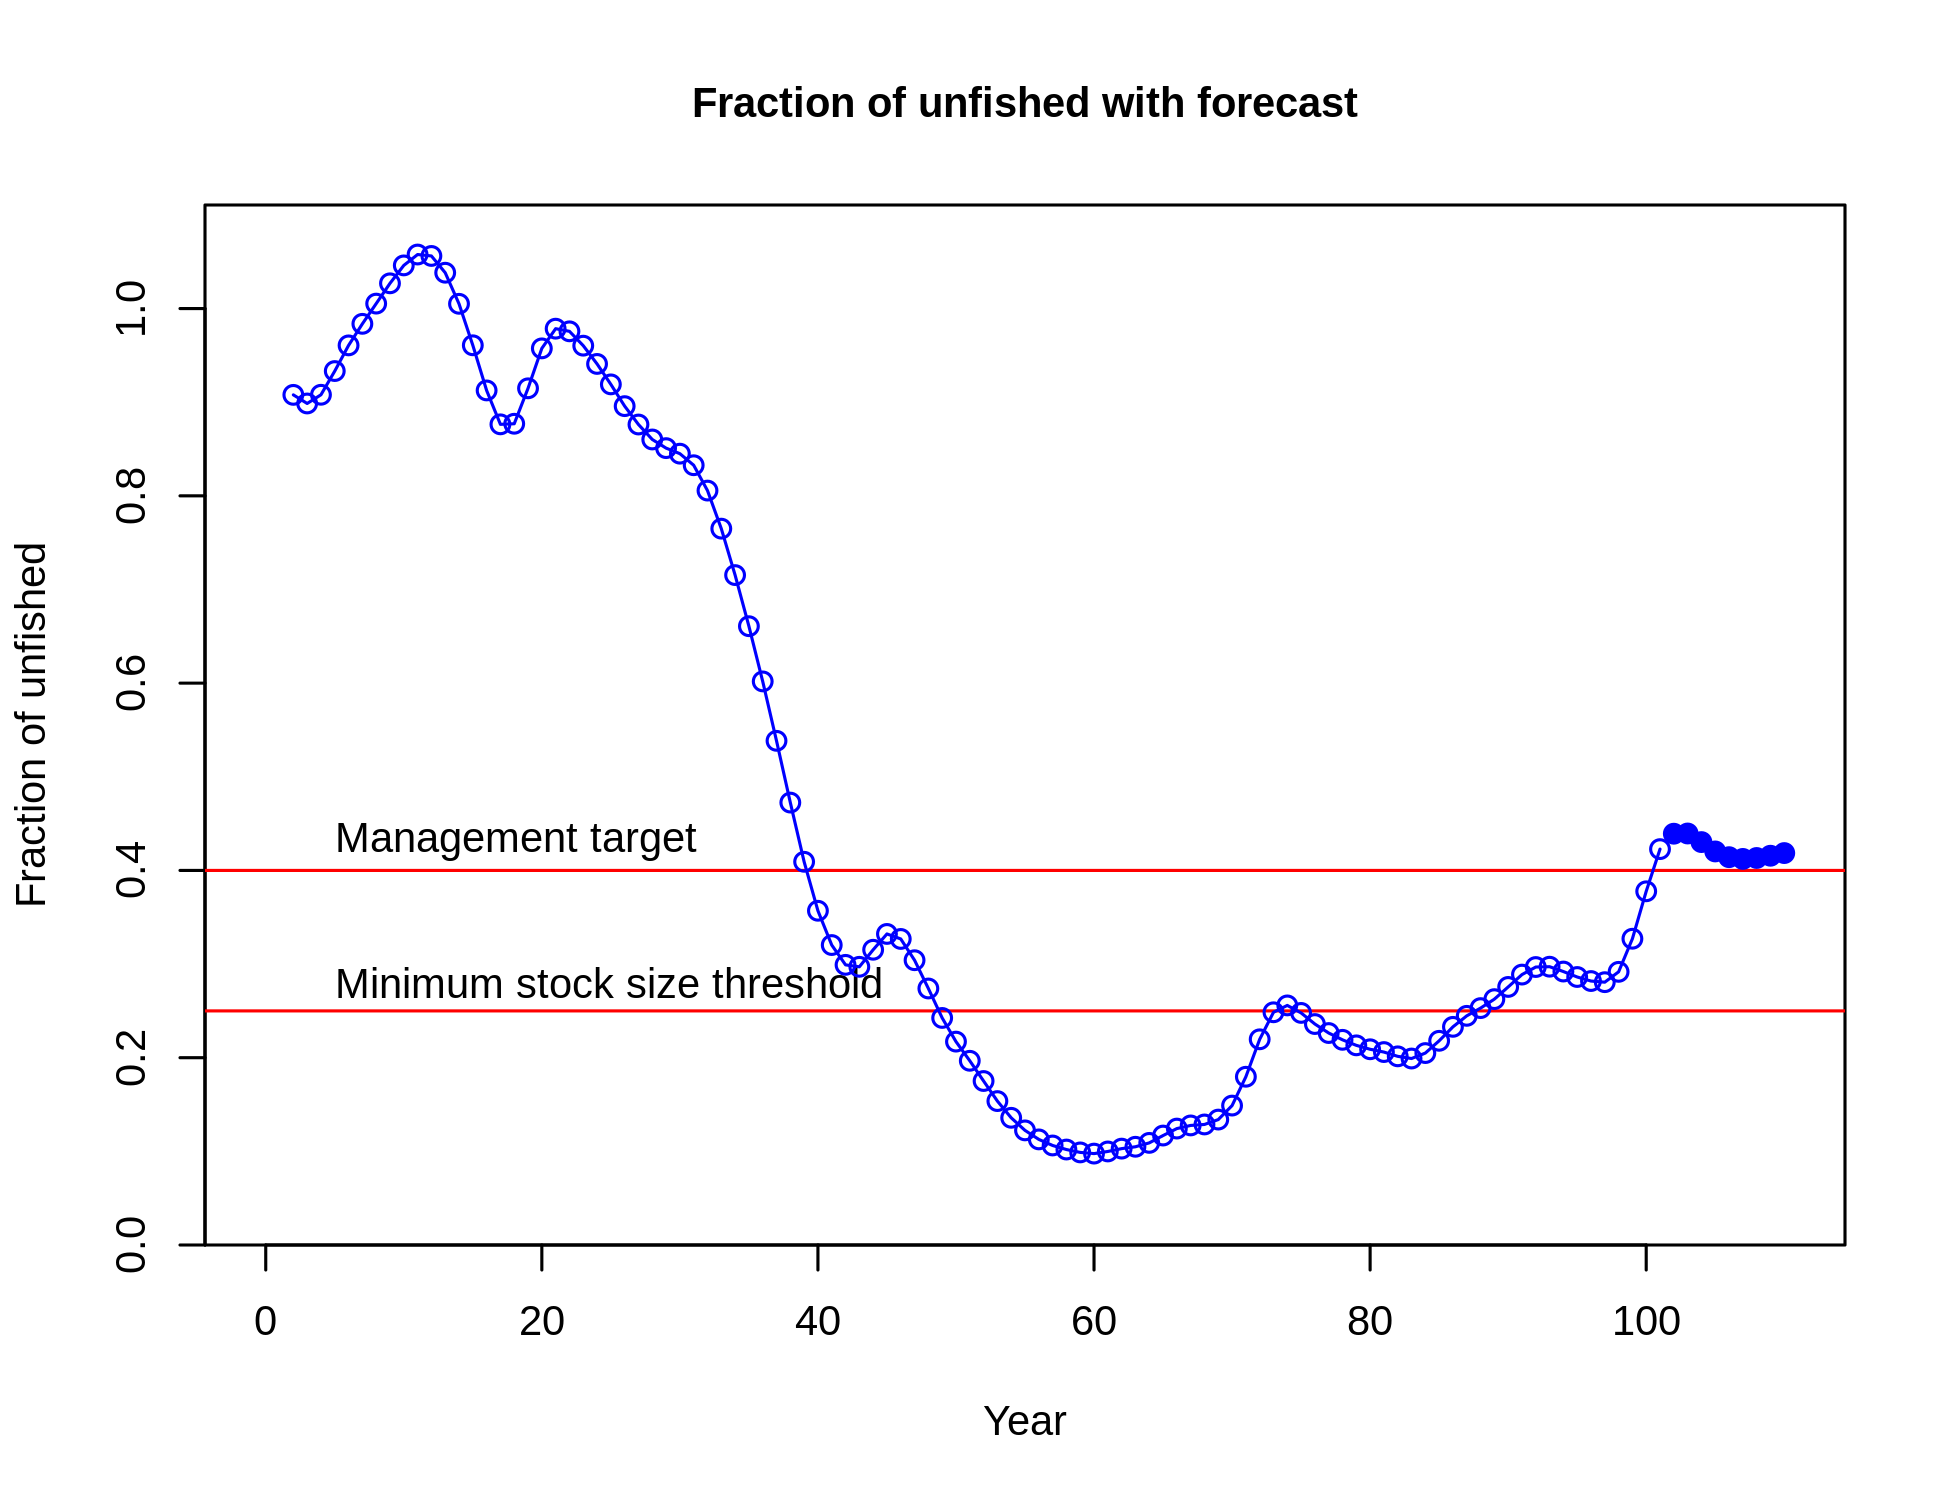 Fraction of unfished with forecast
Fraction of unfished
1.0
0.8
0.6
0.4
0.2
0.0
Management target
Minimum stock size threshold
0 20 40 60 80 100
Year